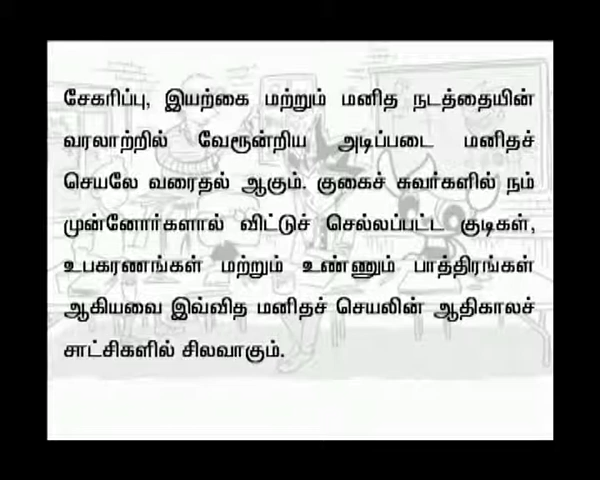 சேகரிப்பு, இயற்கை மற்றும் மனித நடத்தையின்
வரலாற்றில் வேரூன்றிய அடிப்படை மனிதச்
செயலே வரைதல் ஆகும். குகைச் சுவர்களில் நம்
முன்னோர்களால் விட்டுச் செல்லப்பட்ட குடிகள்,
உபகரணங்கள் மற்றும் உண்ணும் பாத்திரங்கள்
ஆகியவை இவ்வித மனிதச் செயலின் ஆதிகாலச்
சாட்சிகளில் சிலவாகும்.